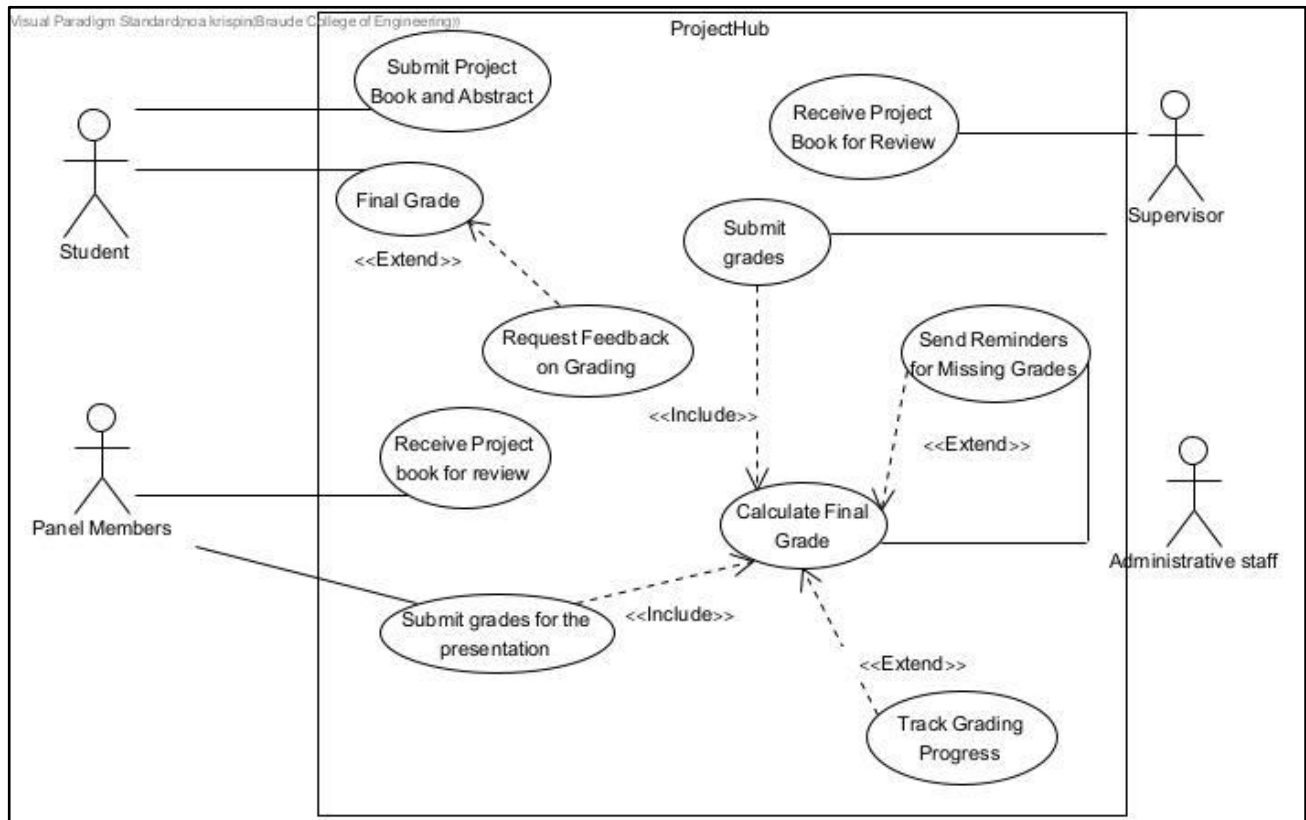 Visual Paradigm Standard(noa krispin(Braude College of Engineering))
ProjectHub
Submit Project
Book and Abstract
Receive Project
Book for Review
Student
Final Grade
Supervisor
Submit
grades
<<Extend>>
Request Feedback
on Grading
Send Reminders
for Missing Grades
<<Include>>
<<Extend>>
Panel Members
Receive Project
book for review
Calculate Final
Grade
Administrative staff
Submit grades for the
presentation
<<Include>>
<<Extend>>
Track Grading
Progress